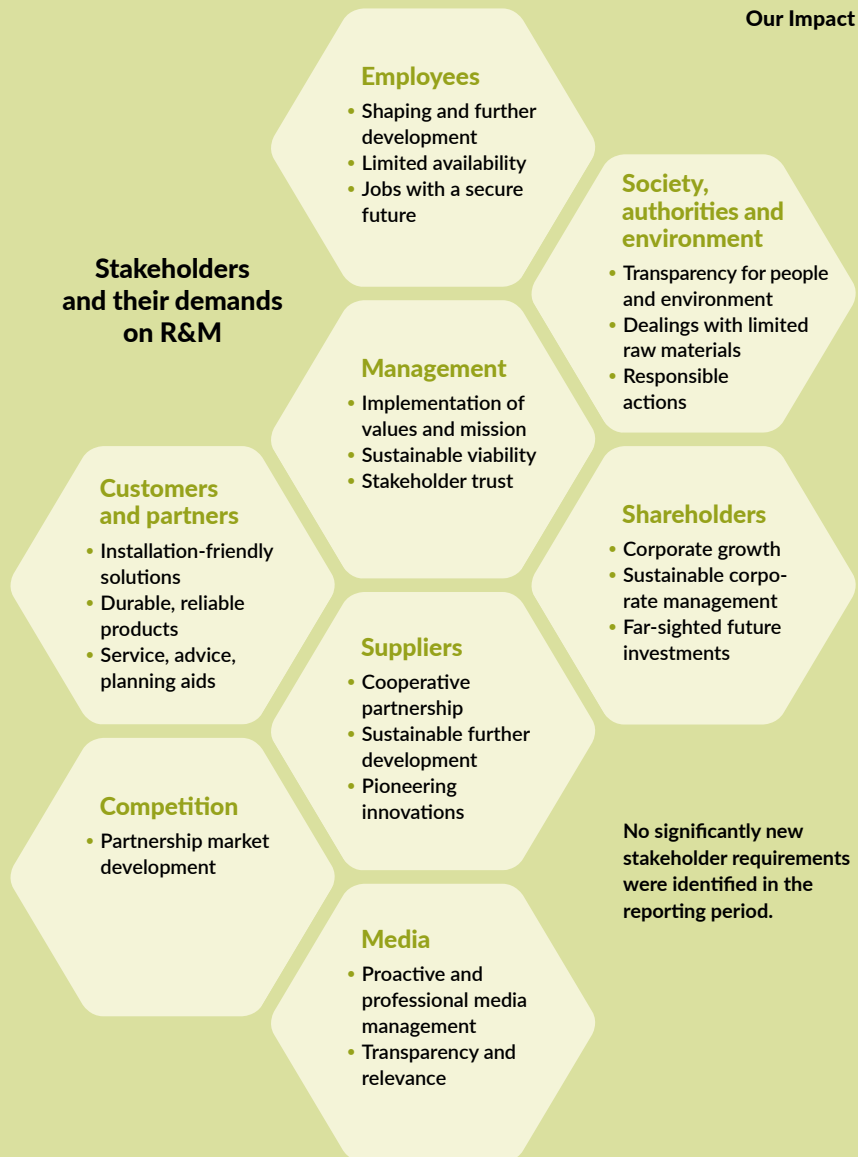 Our Impact
Employees
• Shaping and further
development
• Limited availability
• Jobs with a secure
future
Society,
authorities and
environment
• Transparency for people
and environment
• Dealings with limited
raw materials
• Responsible
actions
Stakeholders
and their demands
on R&M
Management
• Implementation of
values and mission
• Sustainable viability
• Stakeholder trust
Customers
and partners
• Installation-friendly
solutions
• Durable, reliable
products
• Service, advice,
planning aids
Shareholders
• Corporate growth
• Sustainable corpo-
rate management
• Far-sighted future
investments
Suppliers
• Cooperative
partnership
• Sustainable further
development
• Pioneering
innovations
Competition
• Partnership market
development
No significantly new
stakeholder requirements
were identified in the
reporting period.
Media
• Proactive and
professional media
management
• Transparency and
relevance